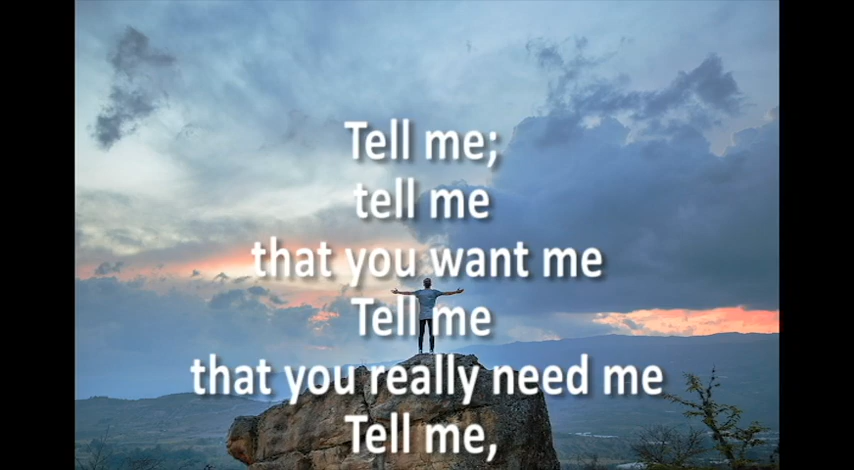 Tell me;
tell me
that you want me
Tell me
that you really need me
Tell me,